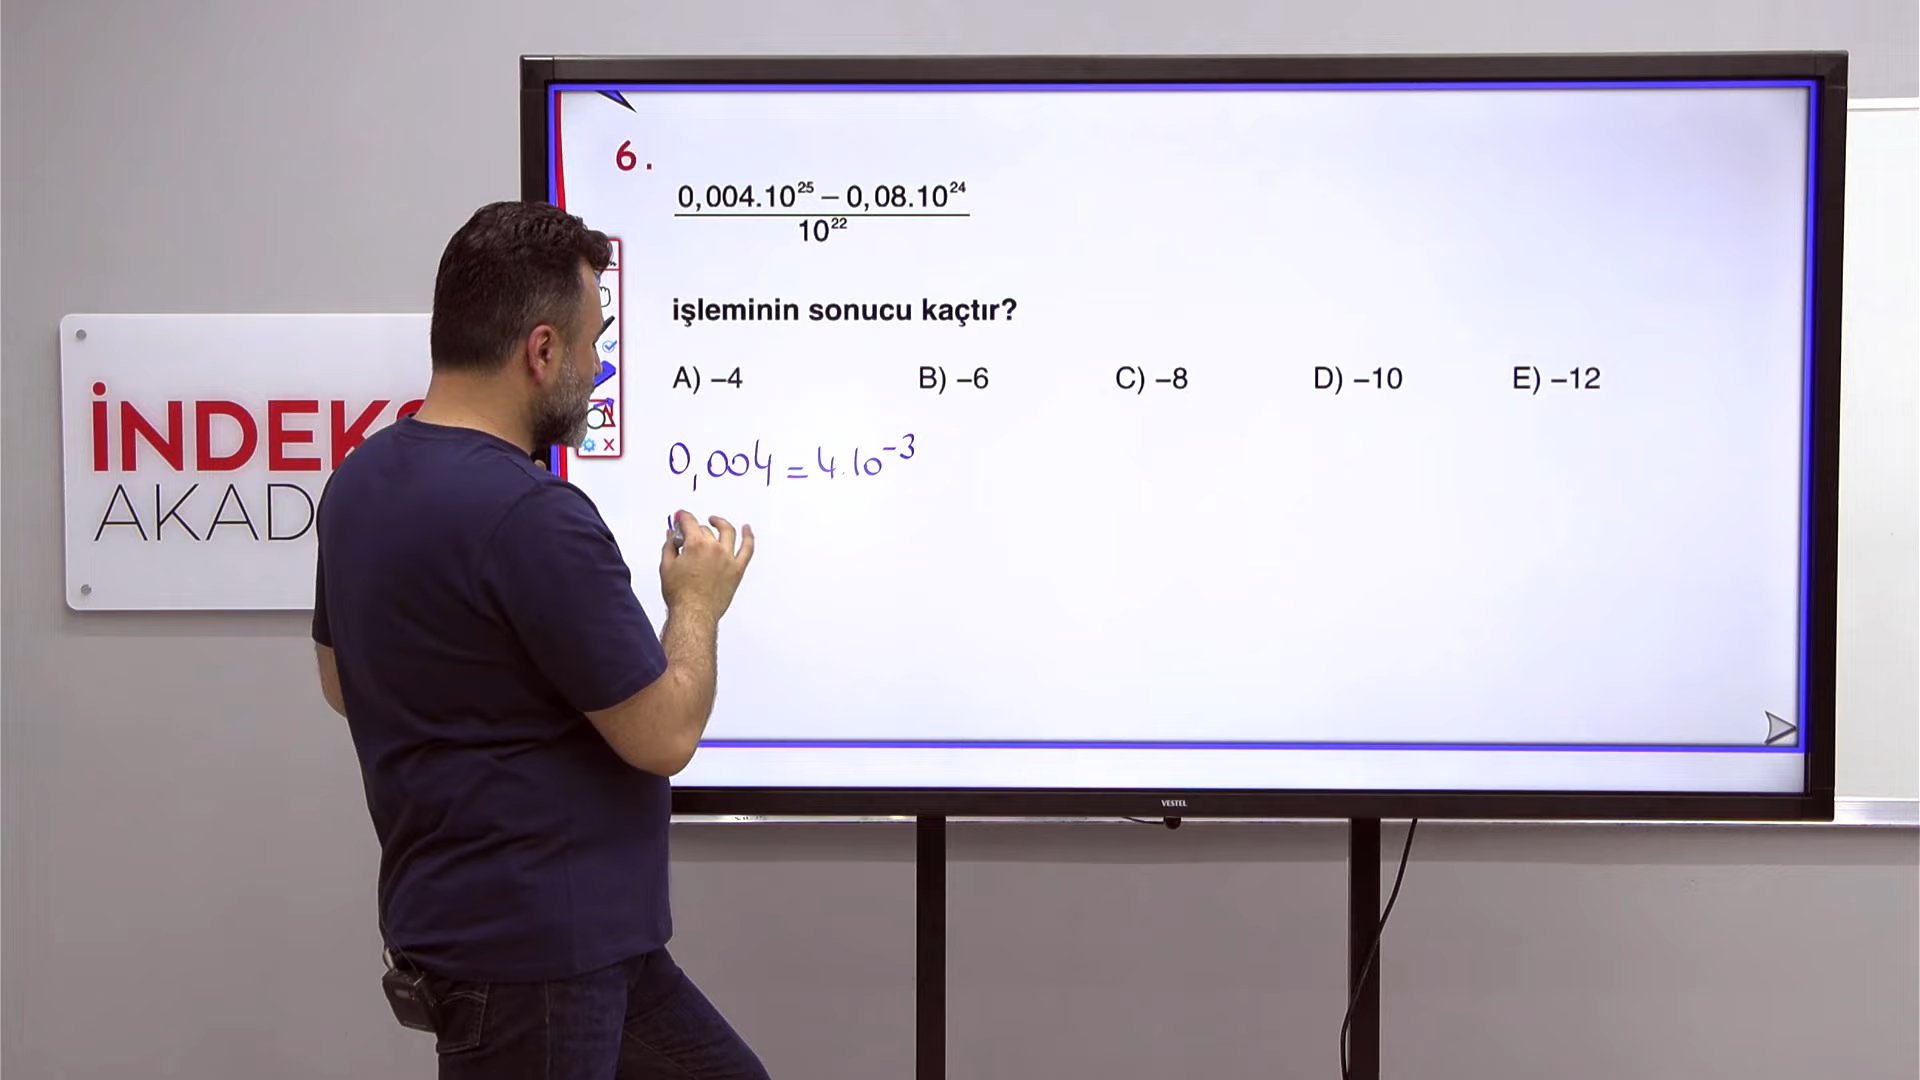 6.
0,004.10²⁵ – 0,08.10²⁴
10²²
işleminin sonucu kaçtır?
A) –4 B) –6 C) –8 D) –10 E) –12
0,004 = 4.10⁻³
İNDEKS
AKAD
VESTEL